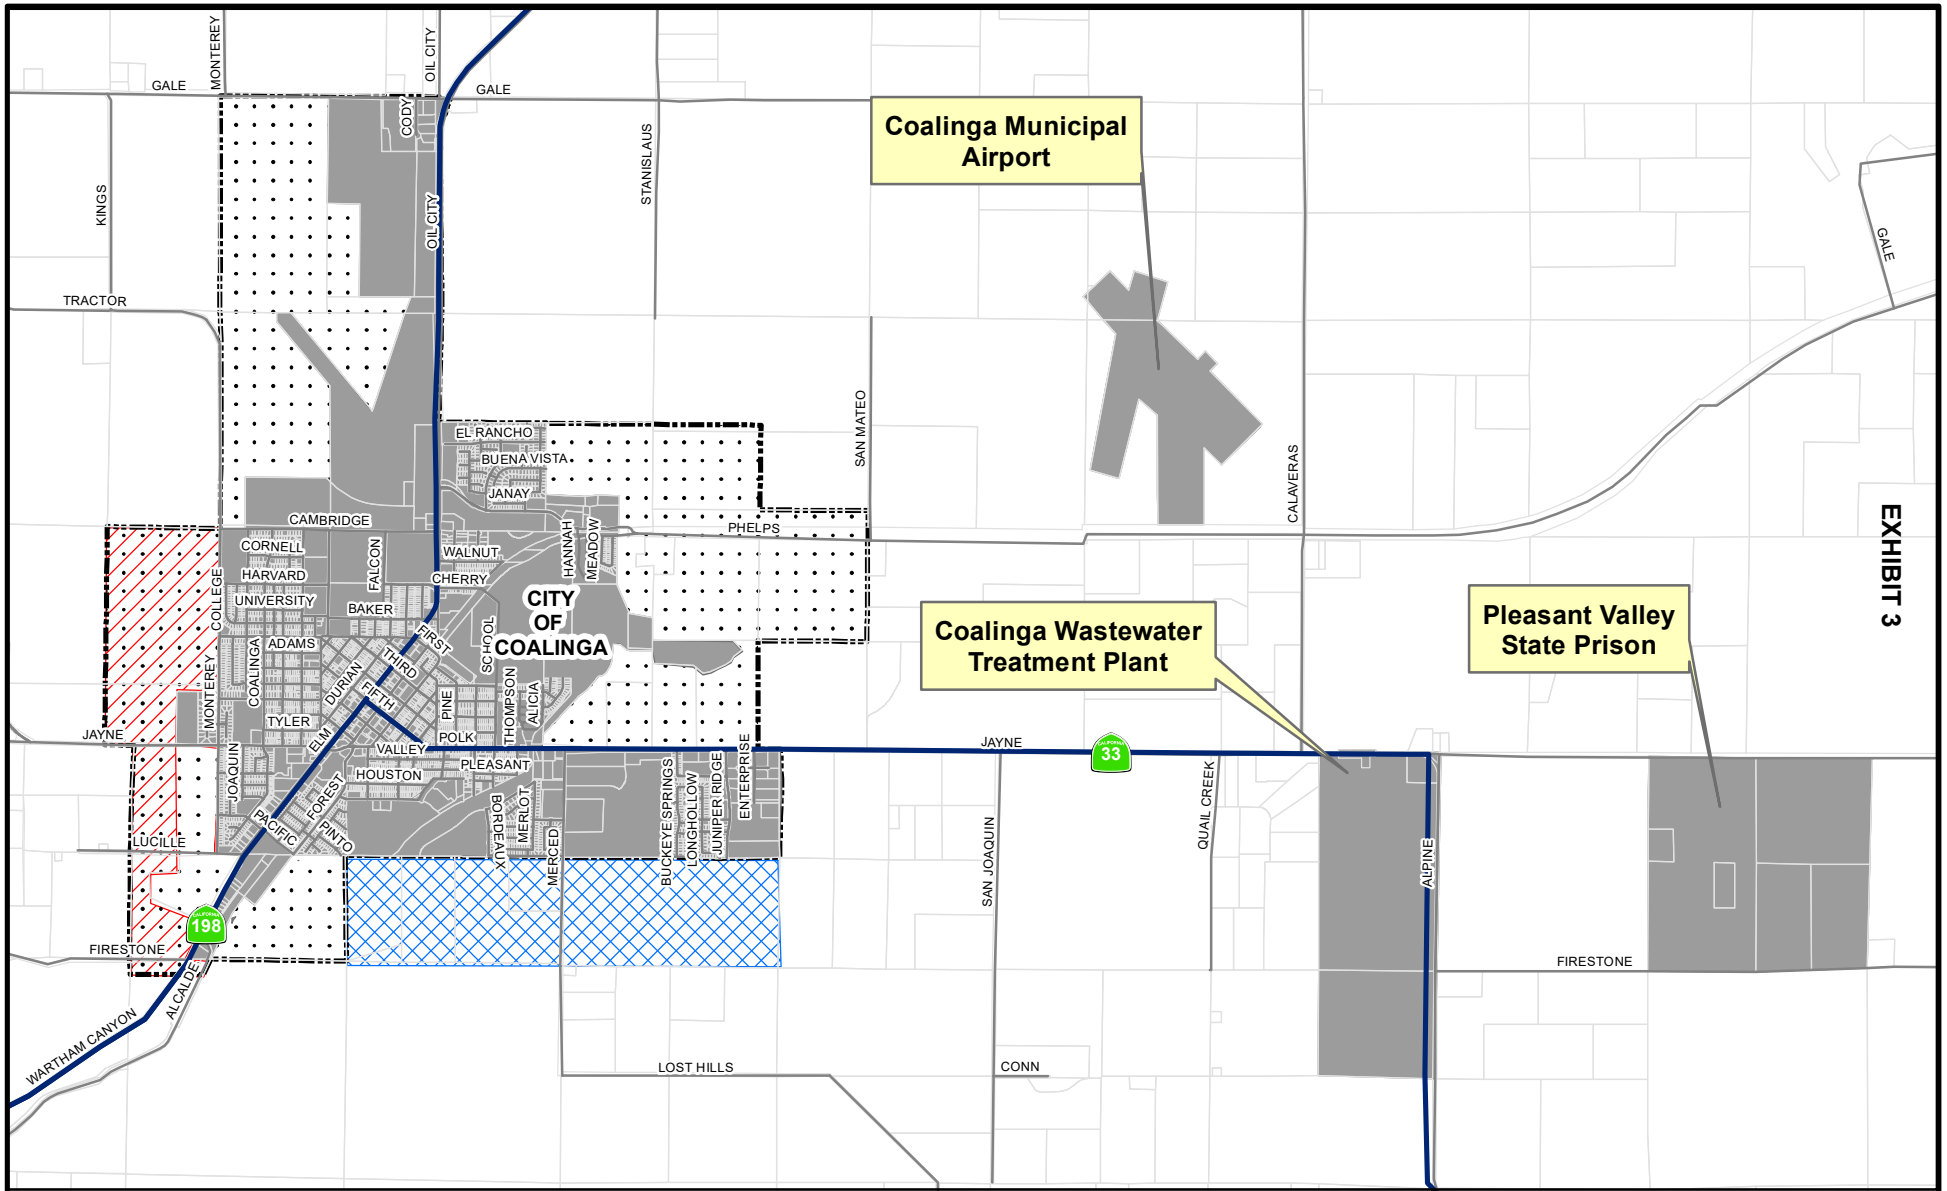 MONTEREY
OIL CITY
GALE
GALE
CODY
KINGS
STANISLAUS
Coalinga Municipal
Airport
OIL CITY
GALE
TRACTOR
SAN MATEO
CALAVERAS
EL RANCHO
BUENA VISTA
JANAY
CAMBRIDGE
PHELPS
HANNAH
MEADOW
CORNELL
FALCON
WALNUT
HARVARD
CHERRY
COLLEGE
UNIVERSITY
BAKER
CITY
OF
COALINGA
EXHIBIT 3
FIRST
SCHOOL
ADAMS
THIRD
COALINGA
DURIAN
MONTEREY
FIFTH
PINE
THOMPSON
ALICIA
TYLER
ELM
Coalinga Wastewater
Treatment Plant
Pleasant Valley
State Prison
JAYNE
POLK
VALLEY
JAYNE
CALIFORNIA
33
JOAQUIN
HOUSTON
PLEASANT
FOREST
BORDEAUX
MERLOT
MERCED
BUCKEYE SPRINGS
LONGHOLLOW
JUNIPER RIDGE
ENTERPRISE
PACIFIC
PINTO
LUCILLE
SAN JOAQUIN
QUAIL CREEK
ALPINE
CALIFORNIA
198
FIRESTONE
FIRESTONE
ALCALDE
WARTHAM CANYON
LOST HILLS
CONN